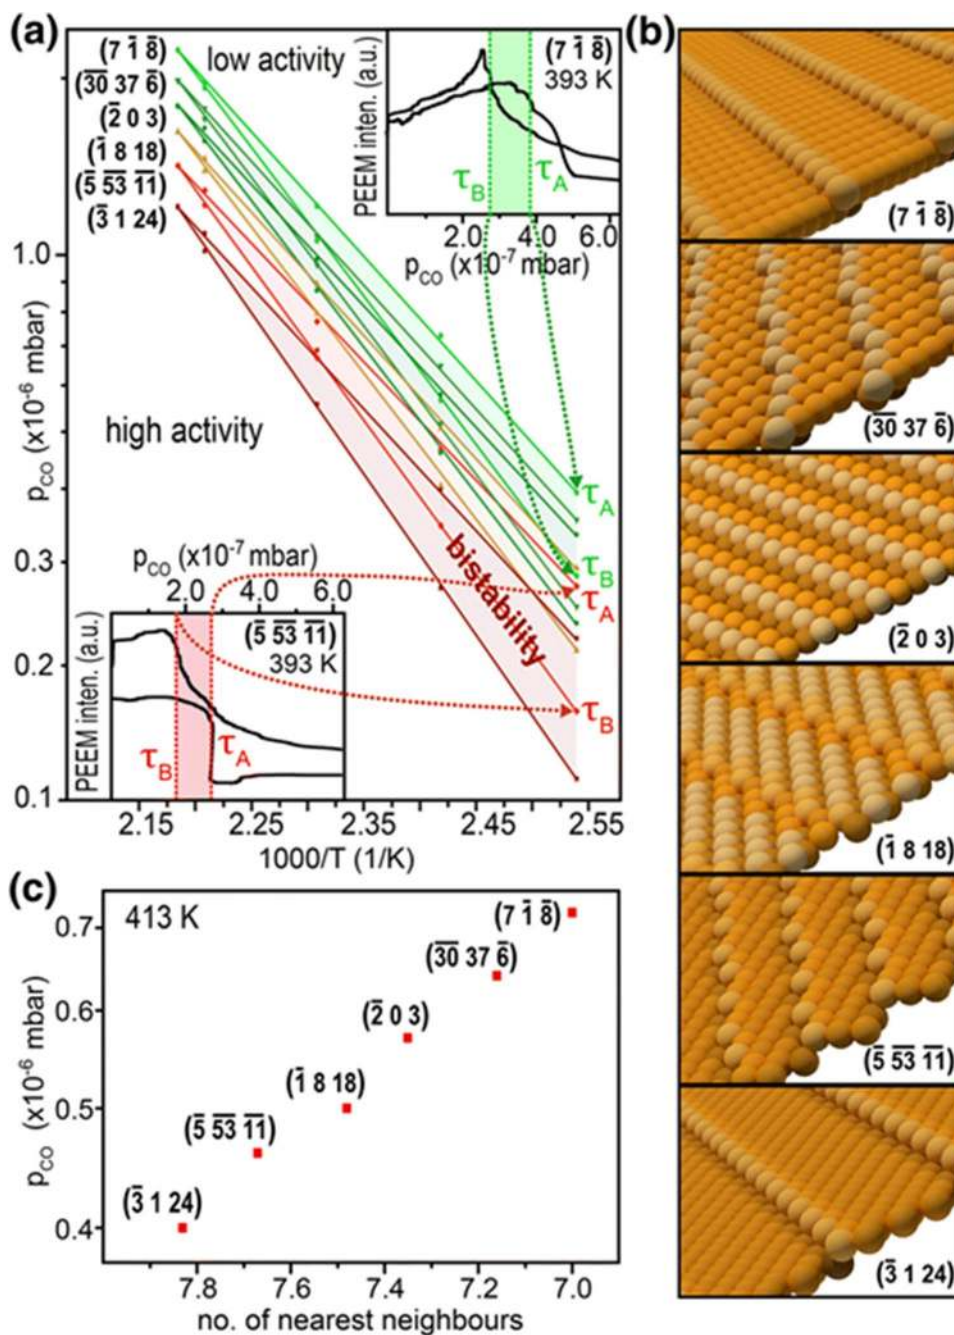 (a)
(7 1̅ 8̅)
(3̅0̅ 37 6̅)
(2̅ 0 3)
(1̅ 8 18)
(5̅ 5̅3̅ 1̅1̅)
(3̅ 1 24)
low activity
(7 1̅ 8̅)
393 K
PEEM inten. (a.u.)
τB τA
2.0 4.0 6.0
pCO (x10-7 mbar)
1.0
0.3
0.2
0.1
pCO (x10-6 mbar)
high activity
bistability
τA
τB
τA
τB
pCO (x10-7 mbar)
2.0 4.0 6.0
(5̅ 5̅3̅ 1̅1̅)
393 K
PEEM inten. (a.u.)
τB τA
2.15 2.25 2.35 2.45 2.55
1000/T (1/K)
(b)
(7 1̅ 8̅)
(3̅0̅ 37 6̅)
(2̅ 0 3)
(1̅ 8 18)
(5̅ 5̅3̅ 1̅1̅)
(3̅ 1 24)
(c)
413 K
(7 1̅ 8̅)
(3̅0̅ 37 6̅)
(2̅ 0 3)
(1̅ 8 18)
(5̅ 5̅3̅ 1̅1̅)
(3̅ 1 24)
0.7
0.6
0.5
0.4
pCO (x10-6 mbar)
7.8 7.6 7.4 7.2 7.0
no. of nearest neighbours